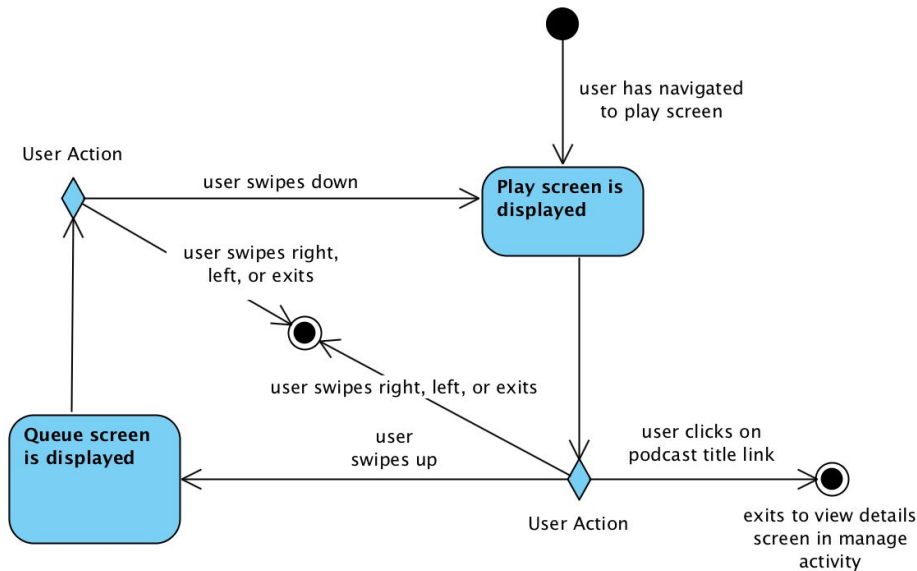 user has navigated
to play screen
User Action
user swipes down
Play screen is
displayed
user swipes right,
left, or exits
user swipes right, left, or exits
Queue screen
is displayed
user
swipes up
user clicks on
podcast title link
User Action
exits to view details
screen in manage
activity